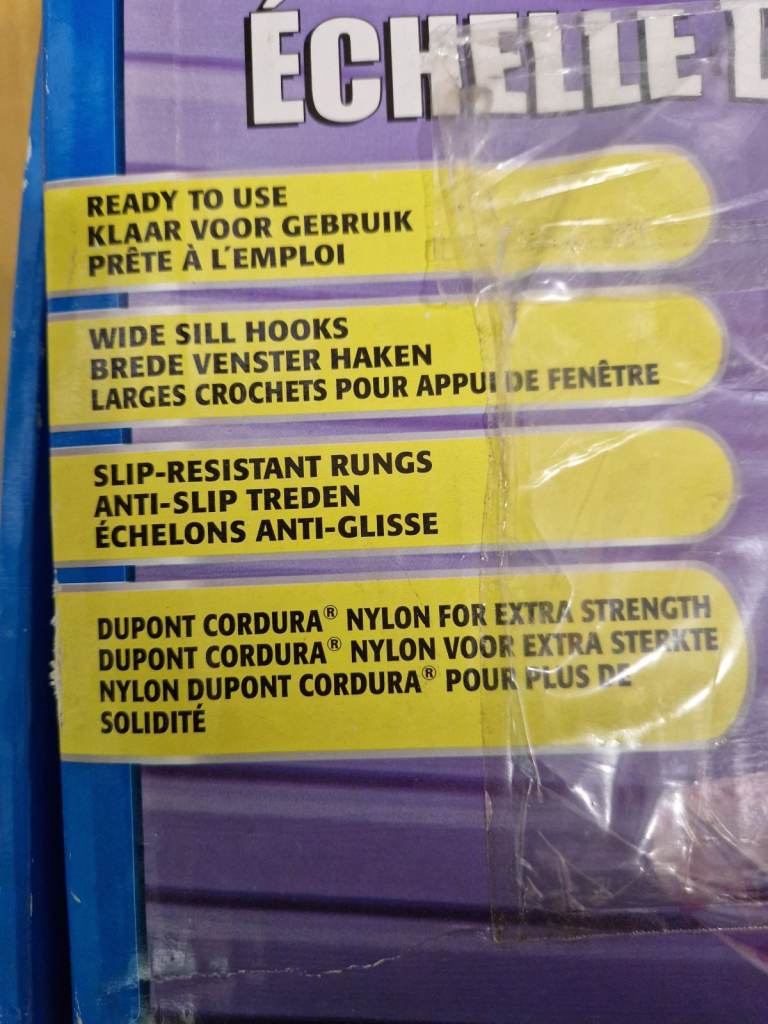 ÉCHELLE
READY TO USE
KLAAR VOOR GEBRUIK
PRÊTE À L'EMPLOI
WIDE SILL HOOKS
BREDE VENSTER HAKEN
LARGES CROCHETS POUR APPUI DE FENÊTRE
SLIP-RESISTANT RUNGS
ANTI-SLIP TREDEN
ÉCHELONS ANTI-GLISSE
DUPONT CORDURA® NYLON FOR EXTRA STRENGTH
DUPONT CORDURA® NYLON VOOR EXTRA STERKTE
NYLON DUPONT CORDURA® POUR PLUS DE
SOLIDITÉ